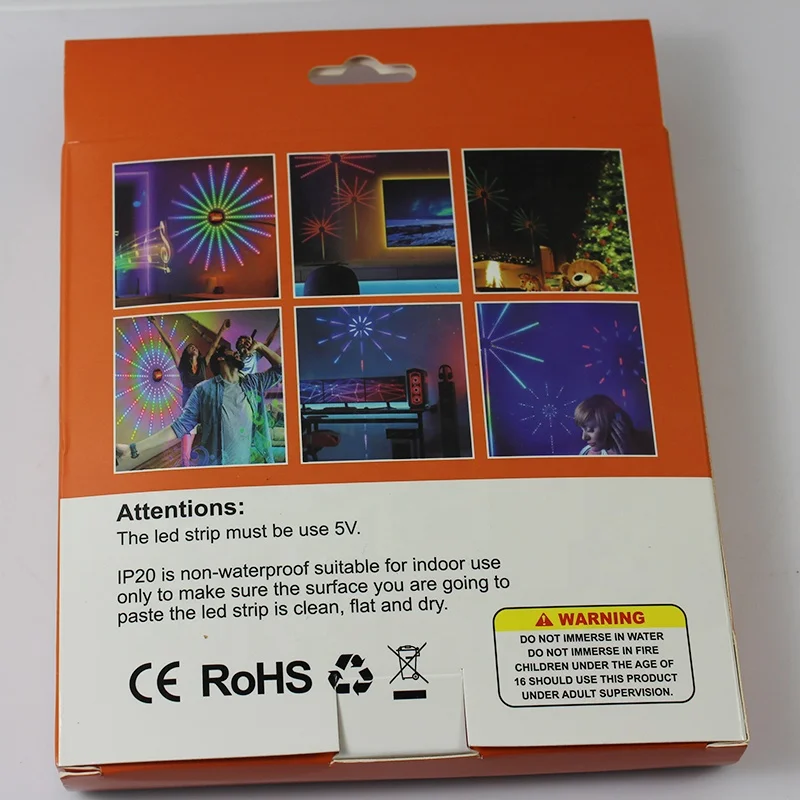 Attentions:
The led strip must be use 5V.
IP20 is non-waterproof suitable for indoor use
only to make sure the surface you are going to
paste the led strip is clean, flat and dry.
CE RoHS
WARNING
DO NOT IMMERSE IN WATER
DO NOT IMMERSE IN FIRE
CHILDREN UNDER THE AGE OF
16 SHOULD USE THIS PRODUCT
UNDER ADULT SUPERVISION.